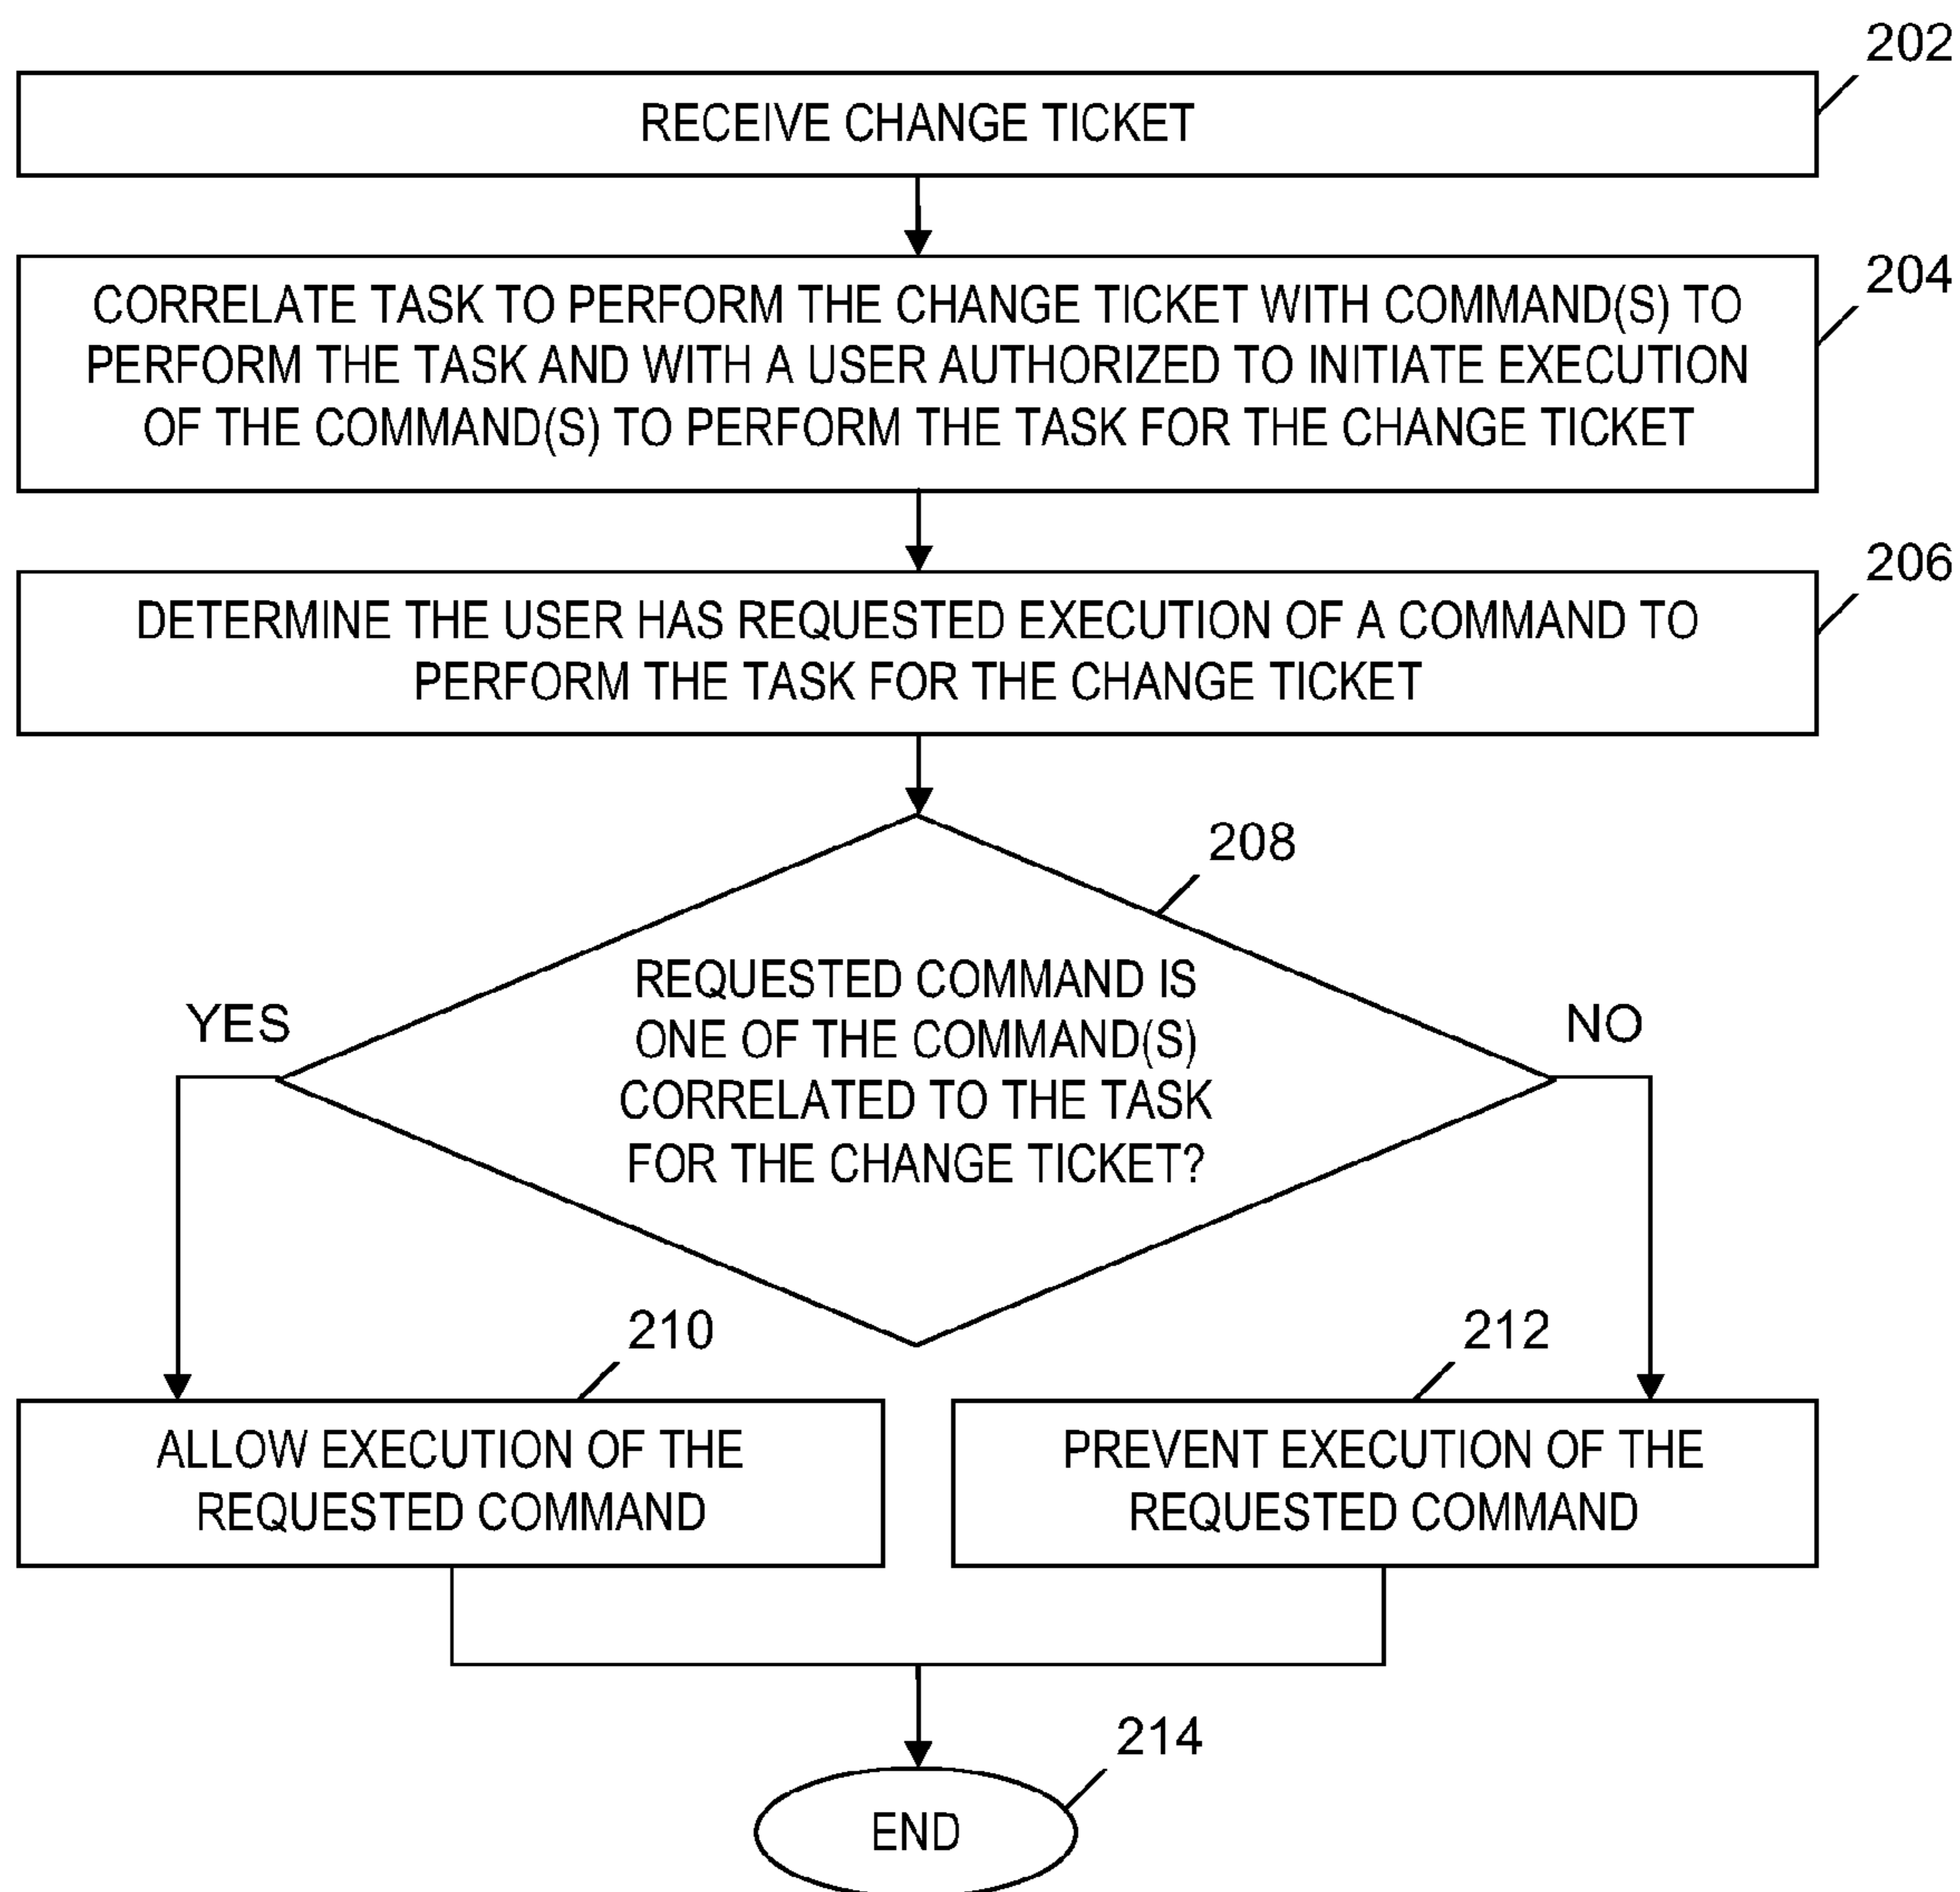 202
RECEIVE CHANGE TICKET
204
CORRELATE TASK TO PERFORM THE CHANGE TICKET WITH COMMAND(S) TO
PERFORM THE TASK AND WITH A USER AUTHORIZED TO INITIATE EXECUTION
OF THE COMMAND(S) TO PERFORM THE TASK FOR THE CHANGE TICKET
206
DETERMINE THE USER HAS REQUESTED EXECUTION OF A COMMAND TO
PERFORM THE TASK FOR THE CHANGE TICKET
208
REQUESTED COMMAND IS
ONE OF THE COMMAND(S)
CORRELATED TO THE TASK
FOR THE CHANGE TICKET?
YES
NO
210
ALLOW EXECUTION OF THE
REQUESTED COMMAND
212
PREVENT EXECUTION OF THE
REQUESTED COMMAND
214
END